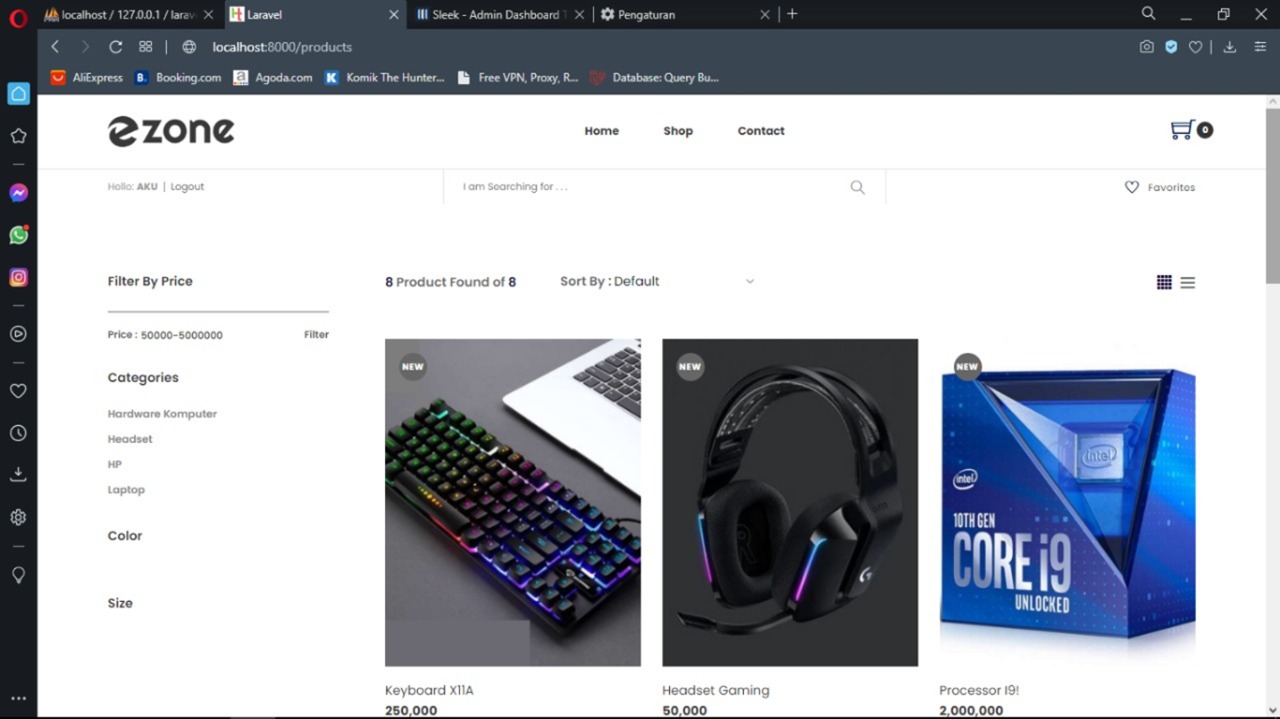 localhost / 127.0.0.1 / larav
Laravel
Sleek - Admin Dashboard T
Pengaturan
localhost:8000/products
AliExpress
B. Booking.com
a Agoda.com
K Komik The Hunter...
Free VPN, Proxy, R...
Database: Query Bu...
ezone
Home
Shop
Contact
0
Hello: AKU | Logout
I am Searching for . . .
Favorites
Filter By Price
8 Product Found of 8
Sort By : Default
Price : 50000-5000000
Filter
Categories
Hardware Komputer
Headset
HP
Laptop
Color
Size
NEW
NEW
NEW
intel
intel
10TH GEN
CORE i9
UNLOCKED
Keyboard X11A
Headset Gaming
Processor I9!
250,000
50,000
2,000,000